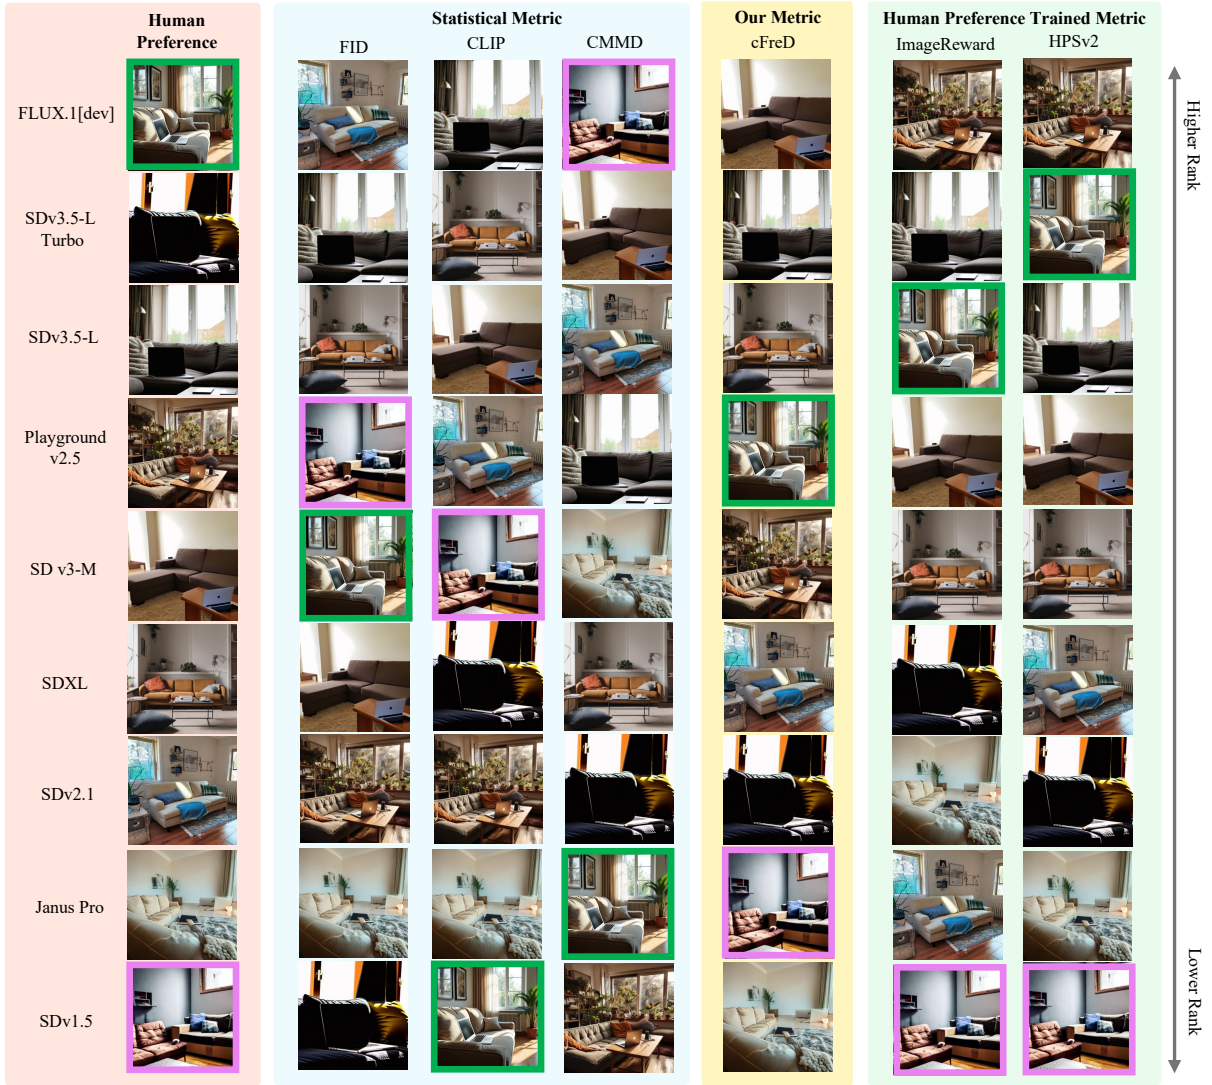 Human
Preference
Statistical Metric
Our Metric
Human Preference Trained Metric
FID
CLIP
CMMD
cFreD
ImageReward
HPSv2
FLUX.1[dev]
SDv3.5-L
Turbo
SDv3.5-L
Playground
v2.5
SD v3-M
SDXL
SDv2.1
Janus Pro
SDv1.5
Higher Rank
Lower Rank